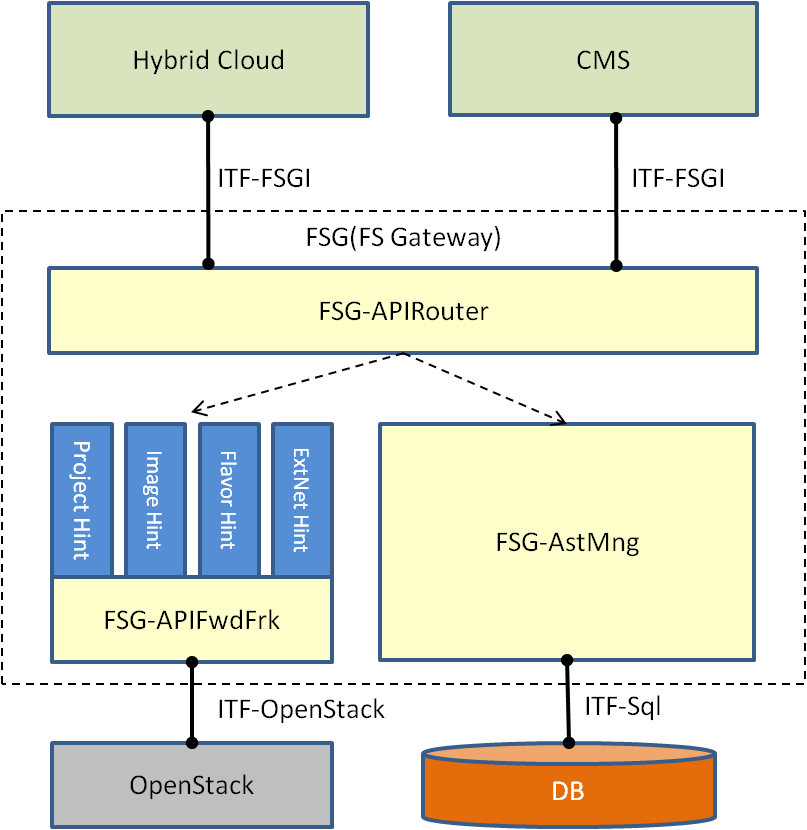 Hybrid Cloud
CMS
ITF-FSGI
ITF-FSGI
FSG(FS Gateway)
FSG-APIRouter
Project Hint
Image Hint
Flavor Hint
ExtNet Hint
FSG-AstMng
FSG-APIFwdFrk
ITF-OpenStack
ITF-Sql
OpenStack
DB